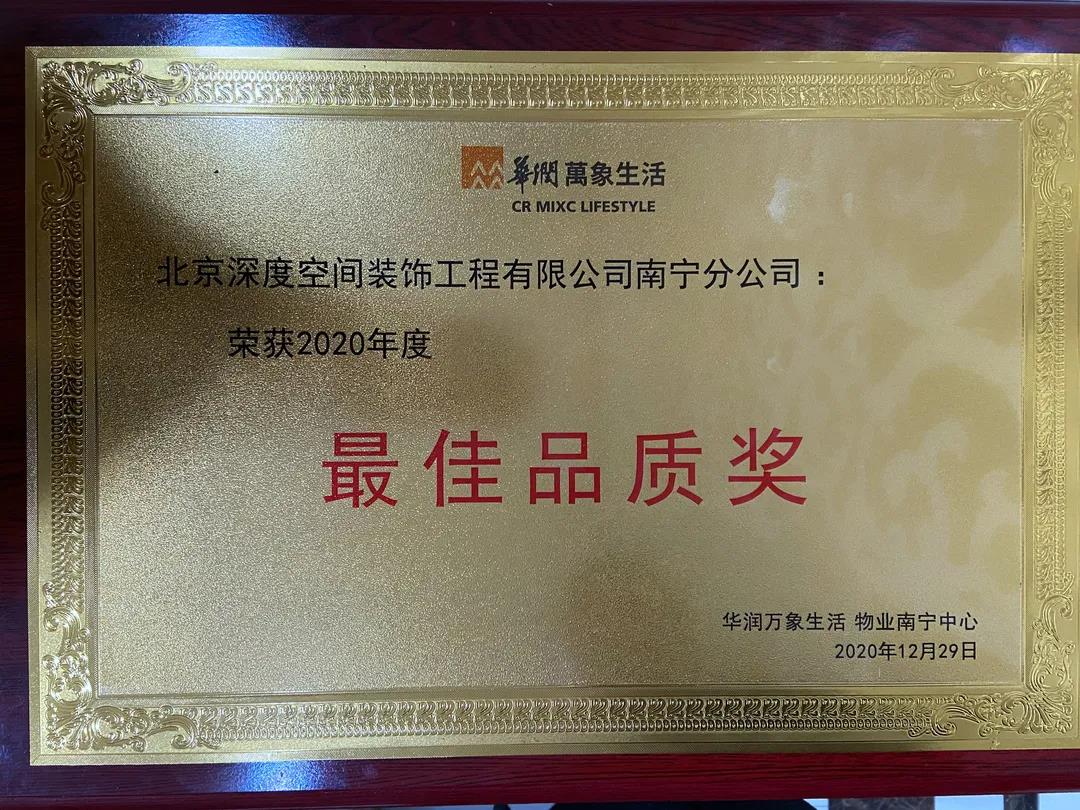 華潤萬象生活
CR MIXC LIFESTYLE
北京深度空间装饰工程有限公司南宁分公司：
荣获2020年度
最佳品质奖
华润万象生活 物业南宁中心
2020年12月29日